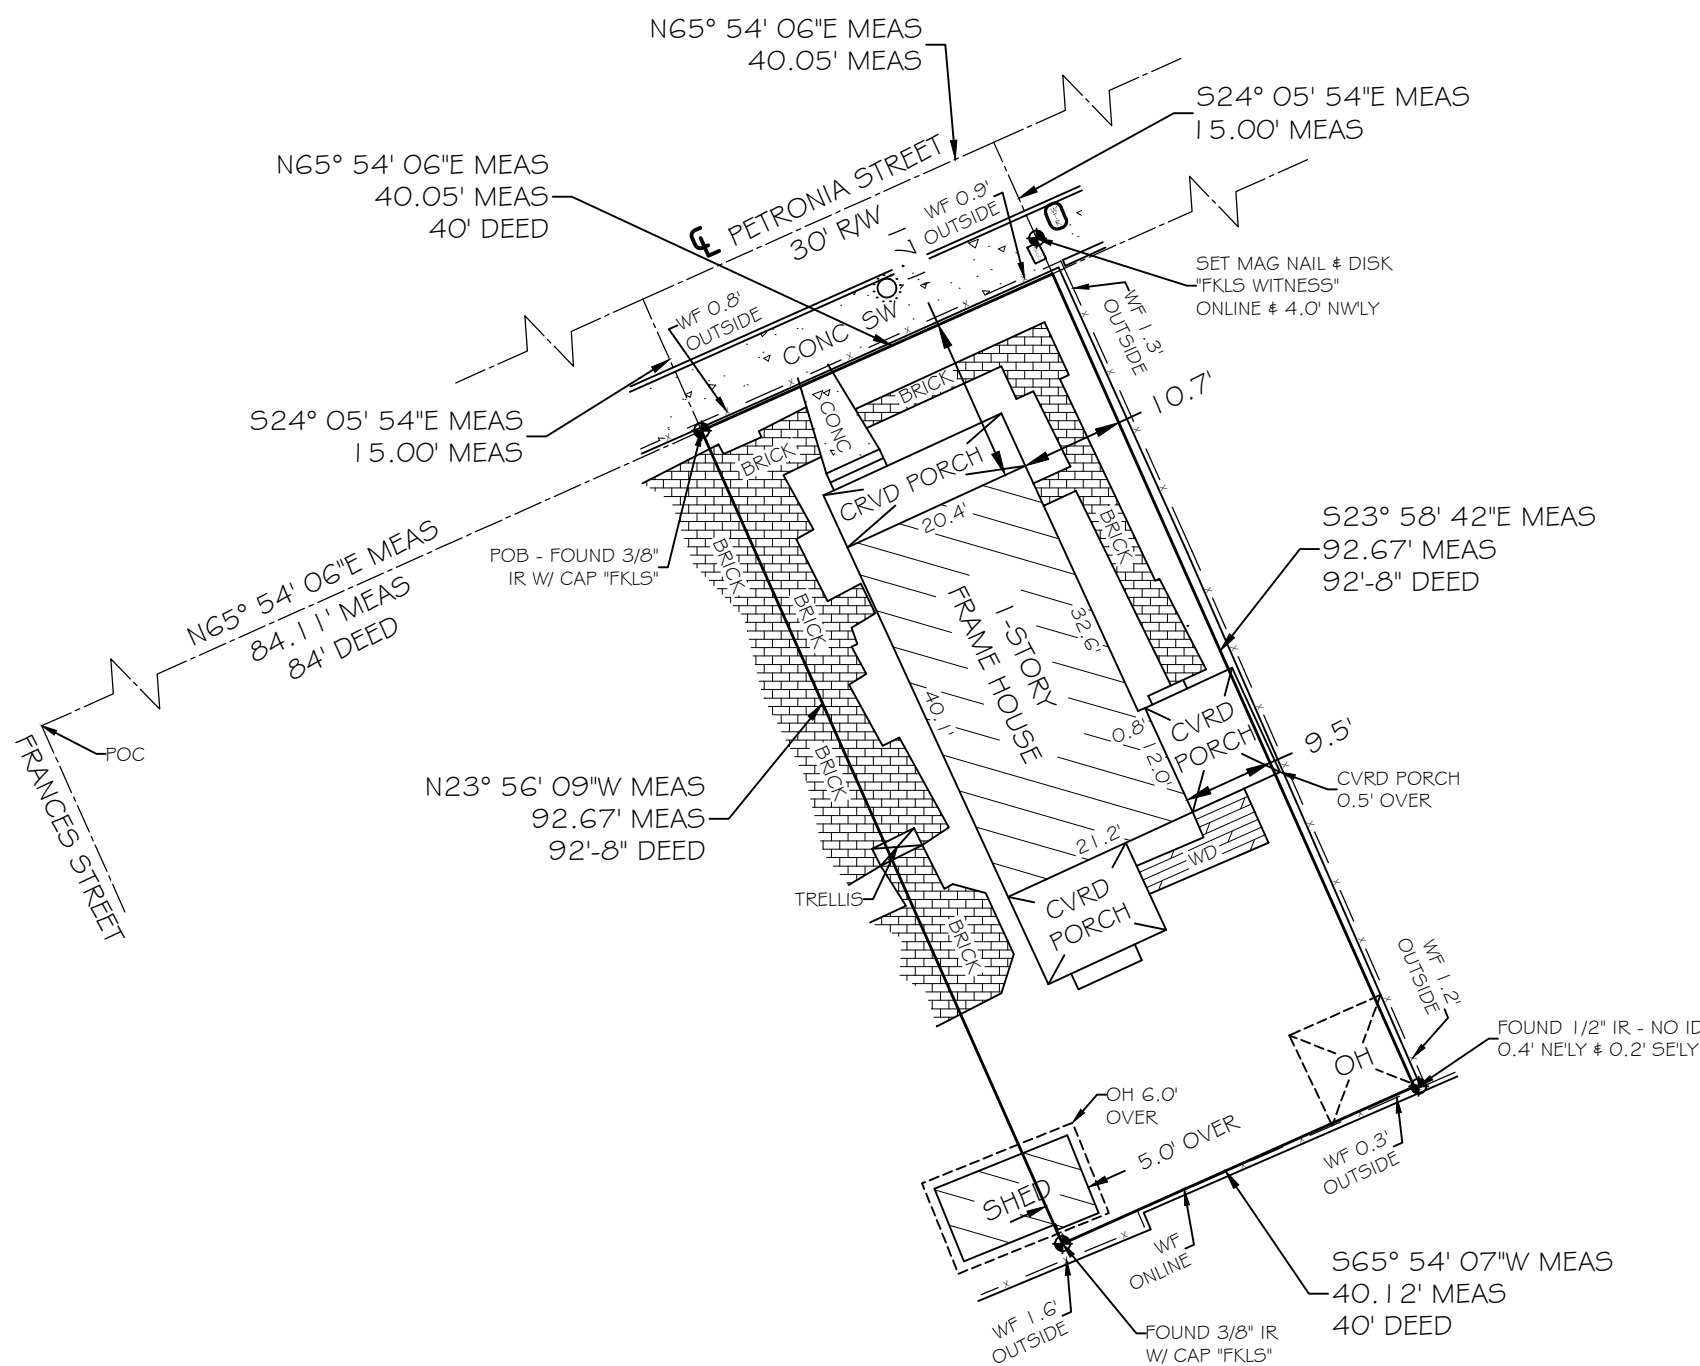 N65° 54' 06"E MEAS
40.05' MEAS
S24° 05' 54"E MEAS
15.00' MEAS
N65° 54' 06"E MEAS
40.05' MEAS
40' DEED
℄ PETRONIA STREET
30' R/W
WF 0.9'
OUTSIDE
SET MAG NAIL & DISK
"FKLS WITNESS"
ONLINE & 4.0' NW'LY
WF 0.8'
OUTSIDE
CONC SW
WF 1.3'
OUTSIDE
S24° 05' 54"E MEAS
15.00' MEAS
BRICK
CONC
10.7'
BRICK
CRVD PORCH
20.4'
BRICK
S23° 58' 42"E MEAS
92.67' MEAS
92'-8" DEED
POB - FOUND 3/8"
IR W/ CAP "FKLS"
BRICK
BRICK
N65° 54' 06"E MEAS
84.11' MEAS
84' DEED
1-STORY
FRAME HOUSE
32.6'
40.1'
0.8'
12.0'
CVRD
PORCH
9.5'
CVRD PORCH
0.5' OVER
POC
FRANCES STREET
BRICK
N23° 56' 09"W MEAS
92.67' MEAS
92'-8" DEED
21.2'
WD
TRELLIS
CVRD
PORCH
BRICK
WF 1.2'
OUTSIDE
FOUND 1/2" IR - NO ID
0.4' NE'LY & 0.2' SE'LY
OH
OH 6.0'
OVER
5.0' OVER
WF 0.3'
OUTSIDE
SHED
WF
ONLINE
S65° 54' 07"W MEAS
40.12' MEAS
40' DEED
WF 1.6'
OUTSIDE
FOUND 3/8" IR
W/ CAP "FKLS"